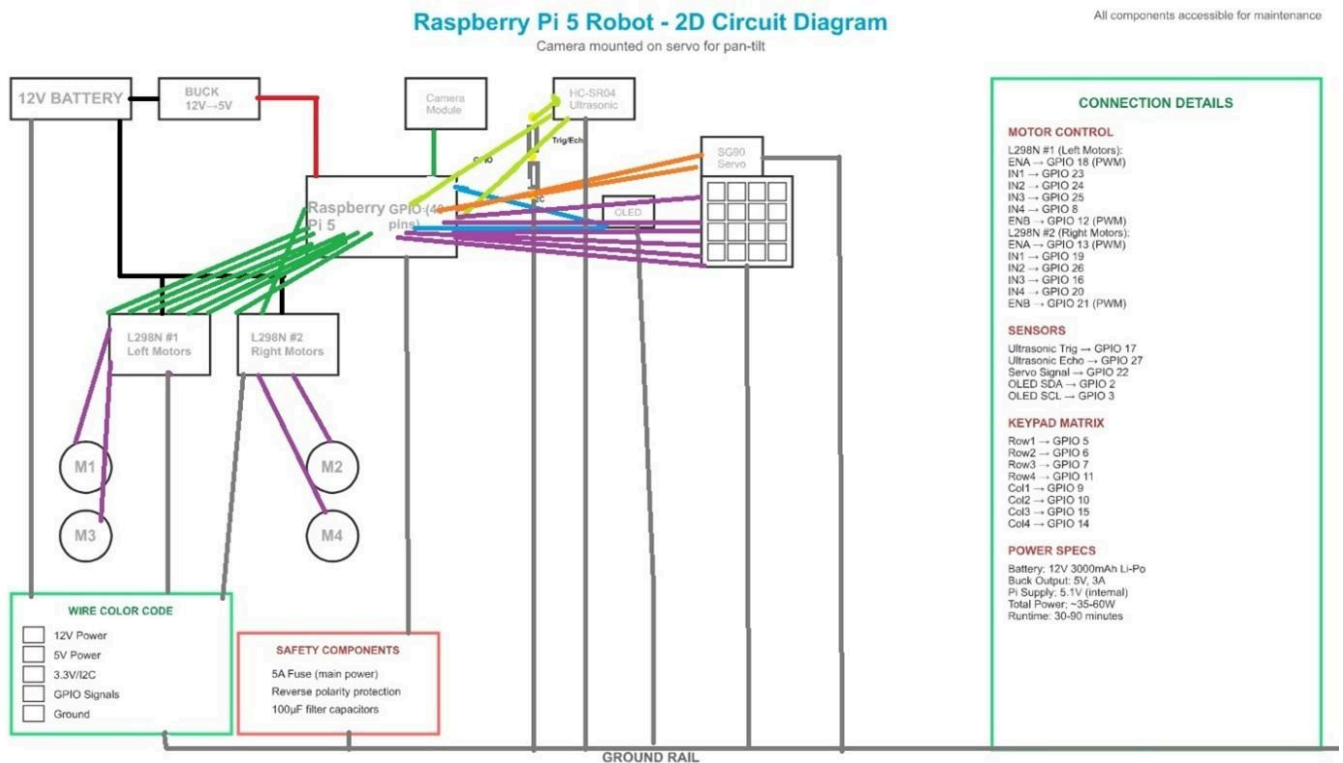 Raspberry Pi 5 Robot - 2D Circuit Diagram
All components accessible for maintenance
Camera mounted on servo for pan-tilt
12V BATTERY
BUCK
12V→5V
Camera
Module
HC-SR04
Ultrasonic
Trig/Ech
SG90
Servo
OLED
Raspberry
Pi 5
GPIO (40
pins)
L298N #1
Left Motors
L298N #2
Right Motors
M1
M2
M3
M4
WIRE COLOR CODE
12V Power
5V Power
3.3V/I2C
GPIO Signals
Ground
SAFETY COMPONENTS
5A Fuse (main power)
Reverse polarity protection
100µF filter capacitors
GROUND RAIL
CONNECTION DETAILS
MOTOR CONTROL
L298N #1 (Left Motors):
ENA → GPIO 18 (PWM)
IN1 → GPIO 23
IN2 → GPIO 24
IN3 → GPIO 25
IN4 → GPIO 8
ENB → GPIO 12 (PWM)
L298N #2 (Right Motors):
ENA → GPIO 13 (PWM)
IN1 → GPIO 19
IN2 → GPIO 26
IN3 → GPIO 16
IN4 → GPIO 20
ENB → GPIO 21 (PWM)
SENSORS
Ultrasonic Trig → GPIO 17
Ultrasonic Echo → GPIO 27
Servo Signal → GPIO 22
OLED SDA → GPIO 2
OLED SCL → GPIO 3
KEYPAD MATRIX
Row1 → GPIO 5
Row2 → GPIO 6
Row3 → GPIO 7
Row4 → GPIO 11
Col1 → GPIO 9
Col2 → GPIO 10
Col3 → GPIO 15
Col4 → GPIO 14
POWER SPECS
Battery: 12V 3000mAh Li-Po
Buck Output: 5V, 3A
Pi Supply: 5.1V (internal)
Total Power: ~35-60W
Runtime: 30-90 minutes